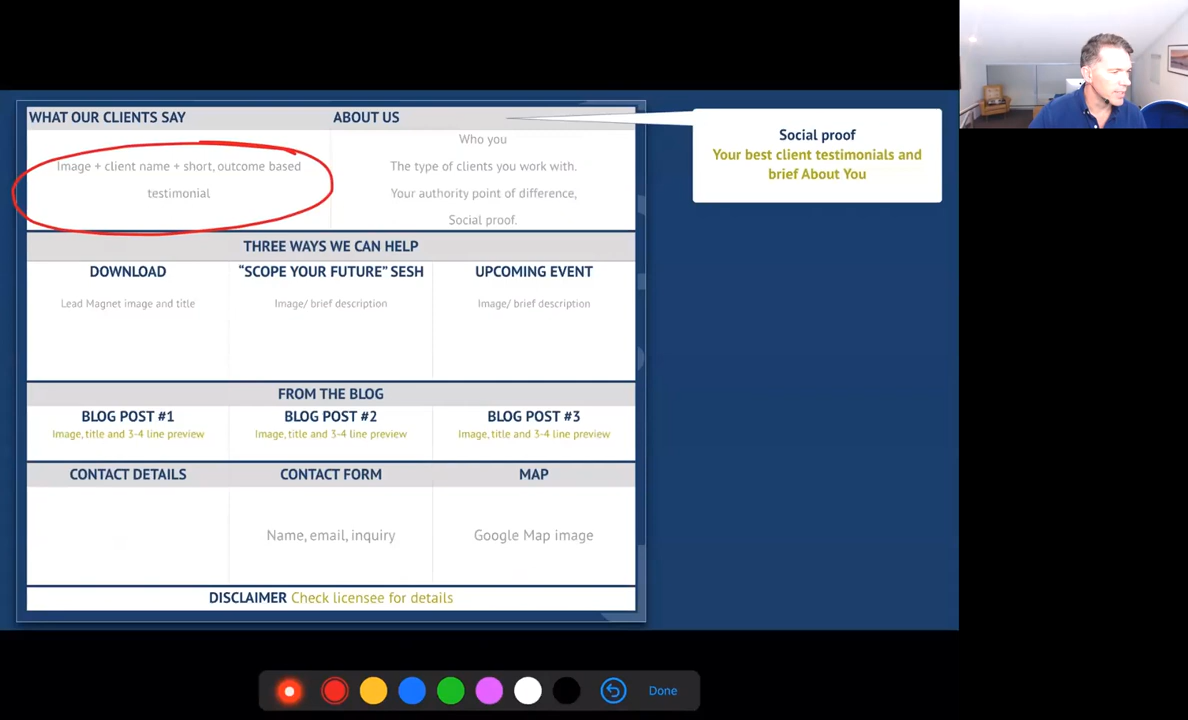 WHAT OUR CLIENTS SAY
ABOUT US
Image + client name + short, outcome based
testimonial
Who you
The type of clients you work with.
Your authority point of difference,
Social proof.
Social proof
Your best client testimonials and
brief About You
THREE WAYS WE CAN HELP
DOWNLOAD
Lead Magnet image and title
“SCOPE YOUR FUTURE” SESH
Image/ brief description
UPCOMING EVENT
Image/ brief description
FROM THE BLOG
BLOG POST #1
Image, title and 3-4 line preview
BLOG POST #2
Image, title and 3-4 line preview
BLOG POST #3
Image, title and 3-4 line preview
CONTACT DETAILS
CONTACT FORM
Name, email, inquiry
MAP
Google Map image
DISCLAIMER Check licensee for details
Done